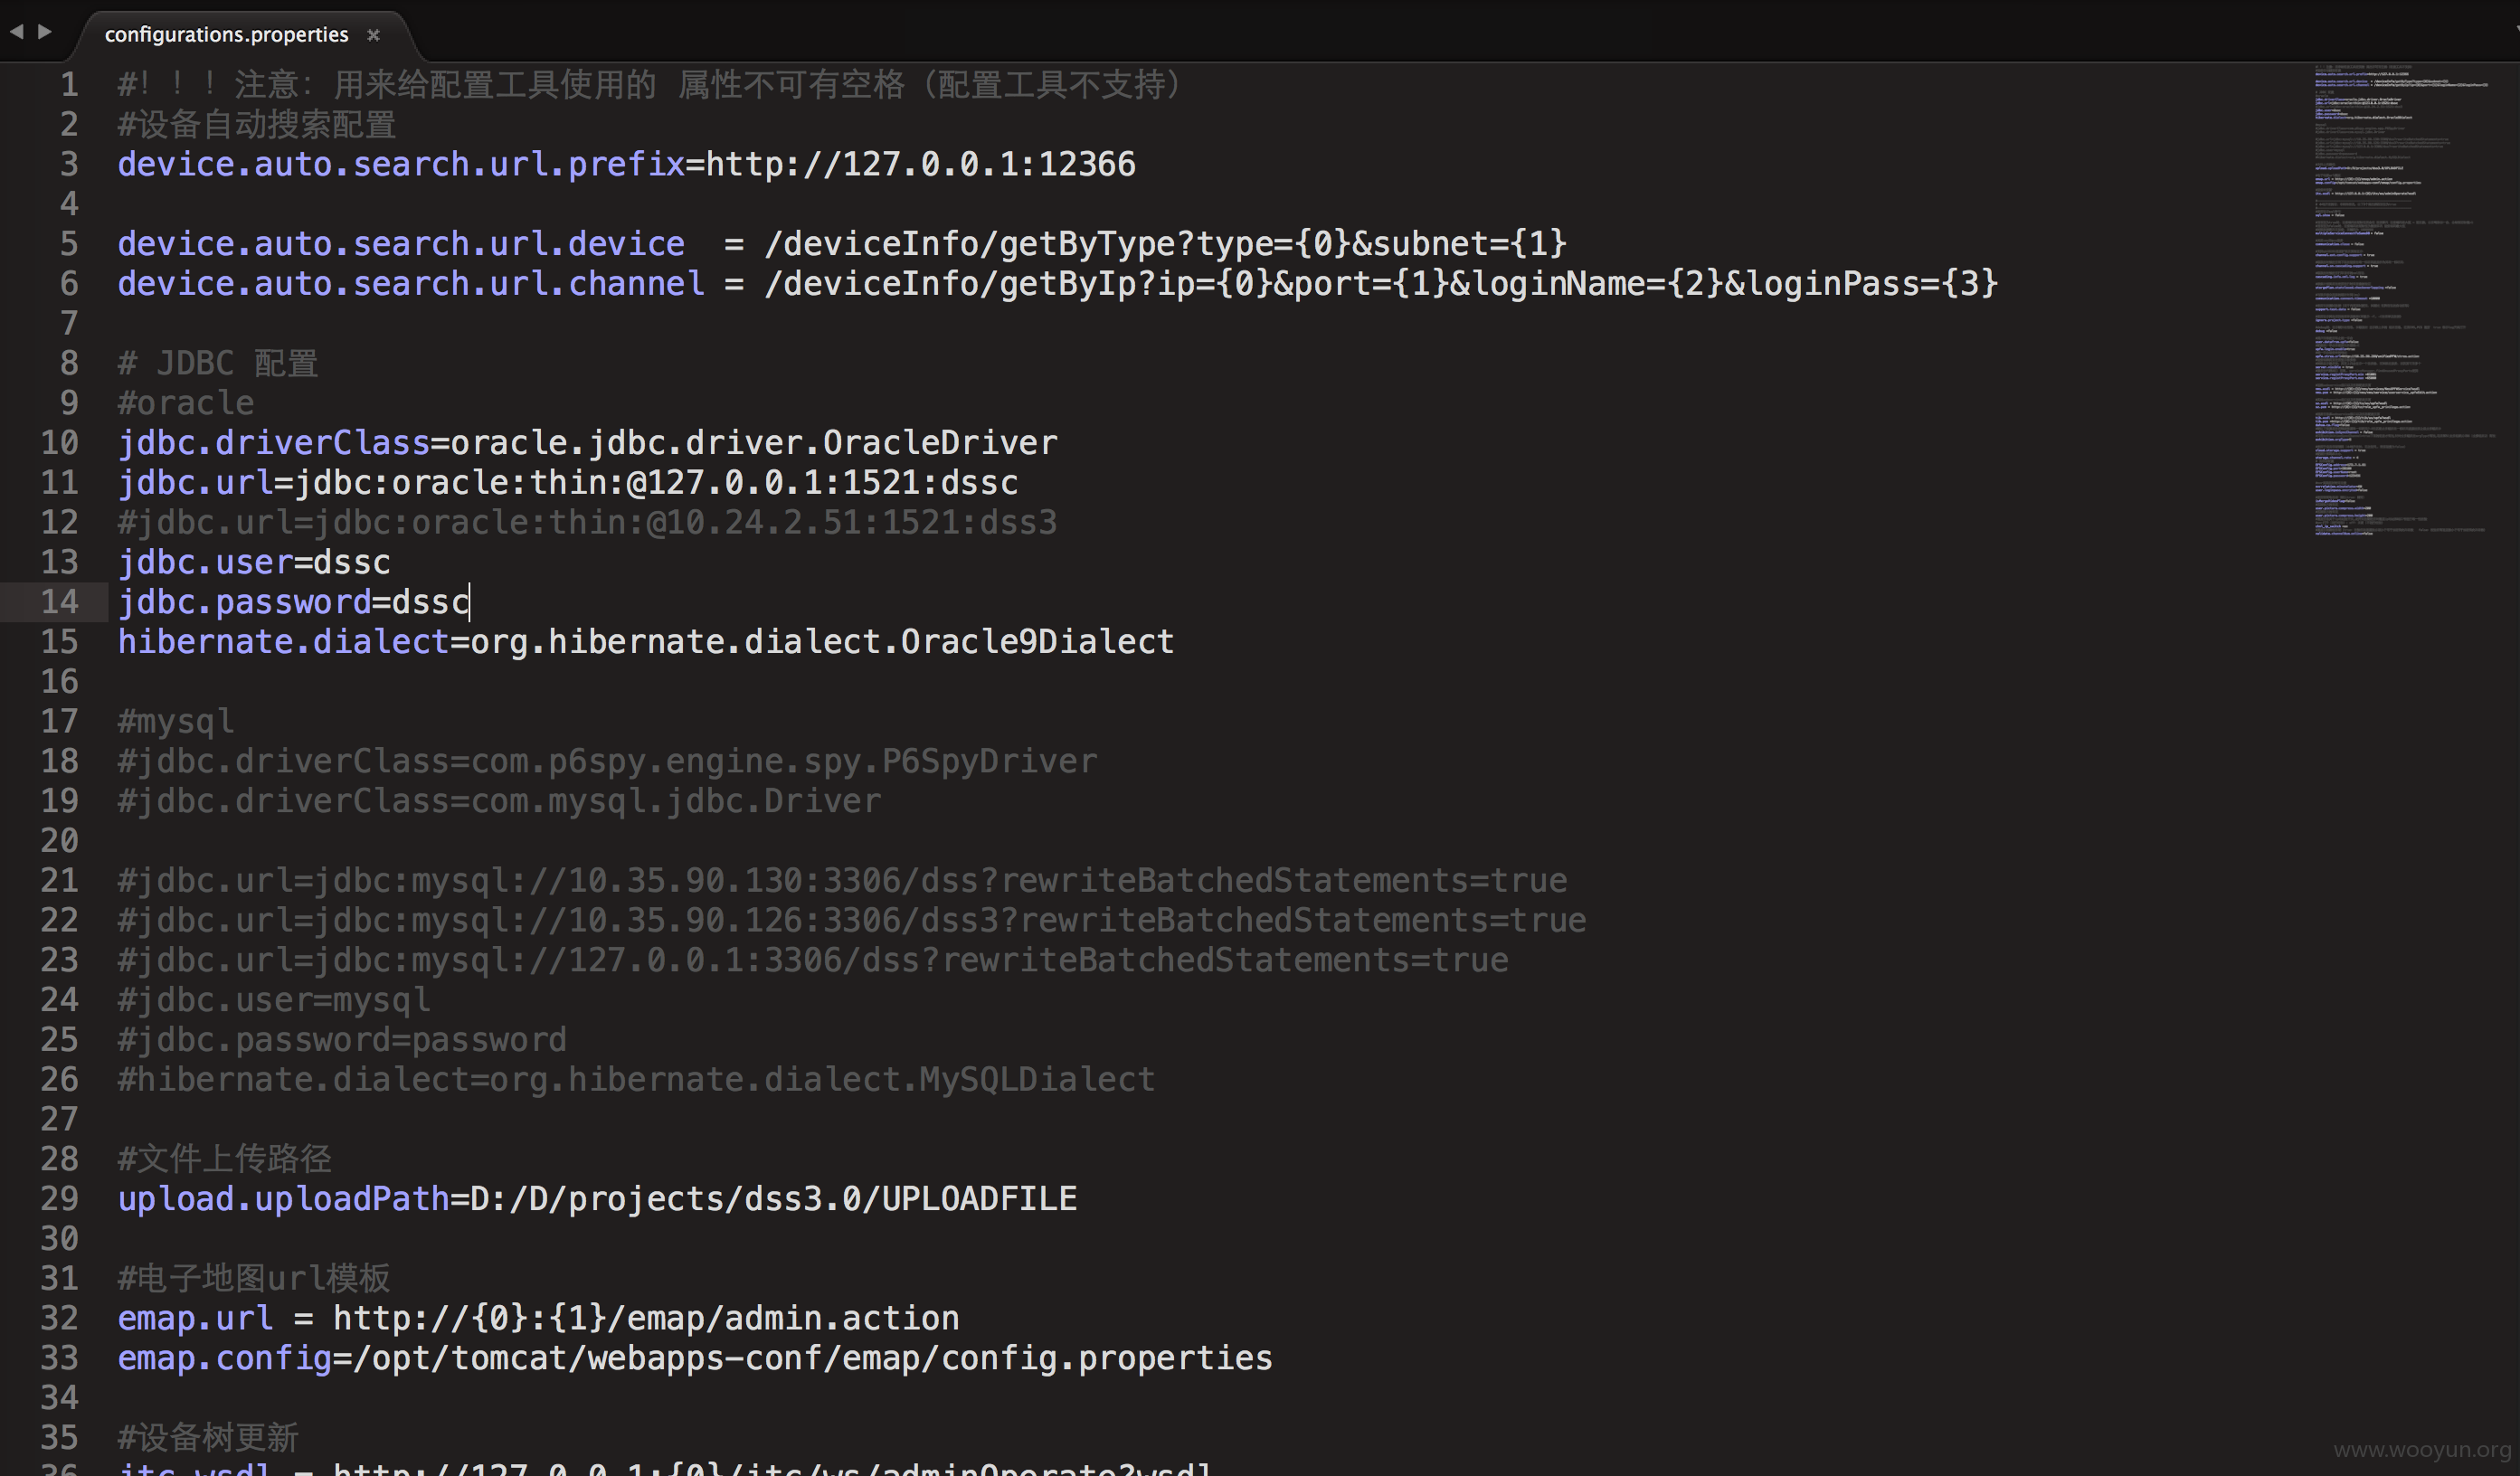 configurations.properties
1 #！！！注意：用来给配置工具使用的 属性不可有空格（配置工具不支持）
2 #设备自动搜索配置
3 device.auto.search.url.prefix=http://127.0.0.1:12366
4
5 device.auto.search.url.device  = /deviceInfo/getByType?type={0}&subnet={1}
6 device.auto.search.url.channel = /deviceInfo/getByIp?ip={0}&port={1}&loginName={2}&loginPass={3}
7
8 # JDBC 配置
9 #oracle
10 jdbc.driverClass=oracle.jdbc.driver.OracleDriver
11 jdbc.url=jdbc:oracle:thin:@127.0.0.1:1521:dssc
12 #jdbc.url=jdbc:oracle:thin:@10.24.2.51:1521:dss3
13 jdbc.user=dssc
14 jdbc.password=dssc
15 hibernate.dialect=org.hibernate.dialect.Oracle9Dialect
16
17 #mysql
18 #jdbc.driverClass=com.p6spy.engine.spy.P6SpyDriver
19 #jdbc.driverClass=com.mysql.jdbc.Driver
20
21 #jdbc.url=jdbc:mysql://10.35.90.130:3306/dss?rewriteBatchedStatements=true
22 #jdbc.url=jdbc:mysql://10.35.90.126:3306/dss3?rewriteBatchedStatements=true
23 #jdbc.url=jdbc:mysql://127.0.0.1:3306/dss?rewriteBatchedStatements=true
24 #jdbc.user=mysql
25 #jdbc.password=password
26 #hibernate.dialect=org.hibernate.dialect.MySQLDialect
27
28 #文件上传路径
29 upload.uploadPath=D:/D/projects/dss3.0/UPLOADFILE
30
31 #电子地图url模板
32 emap.url = http://{0}:{1}/emap/admin.action
33 emap.config=/opt/tomcat/webapps-conf/emap/config.properties
34
35 #设备树更新
36 itc.wsdl = http://127.0.0.1:{0}/itc/ws/adminOperate?wsdl
www.wooyun.org